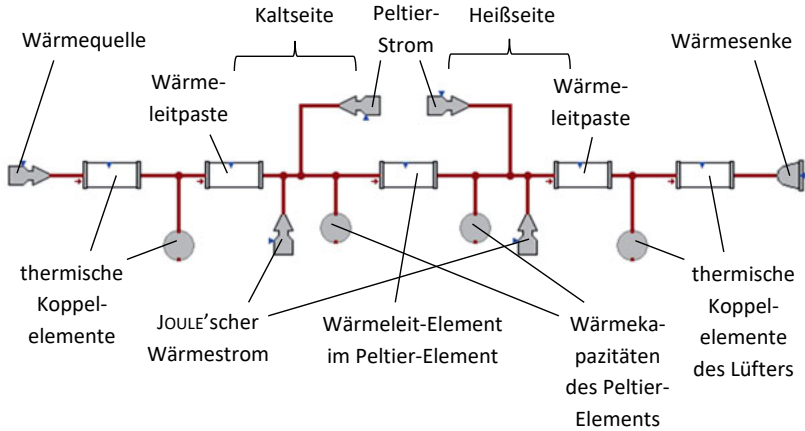 Wärmequelle
Kaltseite
Peltier-
Strom
Heißseite
Wärmesenke
Wärme-
leitpaste
Wärme-
leitpaste
thermische
Koppel-
elemente
JOULE'scher
Wärmestrom
Wärmeleit-Element
im Peltier-Element
Wärmeka-
pazitäten
des Peltier-
Elements
thermische
Koppel-
elemente
des Lüfters